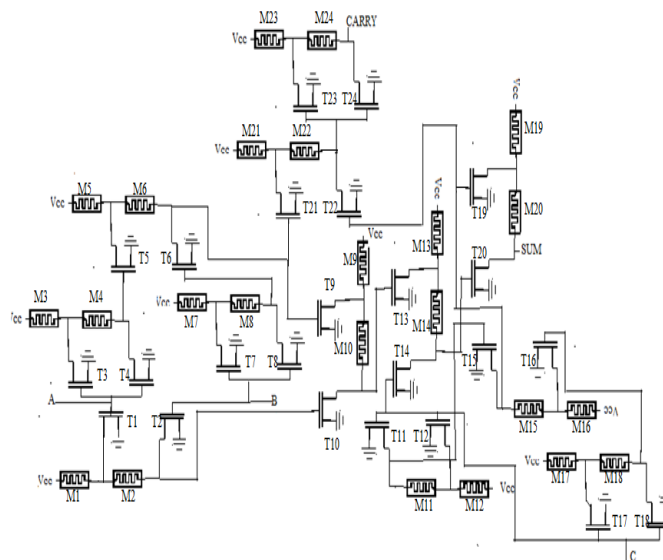 M23
M24
CARRY
Vcc
T23
T24
Vcc
M19
M21
M22
Vcc
T21
T22
T19
M20
M5
M6
Vcc
Vcc
Vcc
M13
SUM
T20
T5
T6
M9
T9
T13
M14
M3
M4
Vcc
M7
M8
Vcc
M10
T14
T15
T16
T3
T4
T7
T8
A
B
T1
T2
T10
T11
T12
M15
M16
Vcc
Vcc
M1
M2
M11
M12
Vcc
Vcc
M17
M18
T17
T18
C